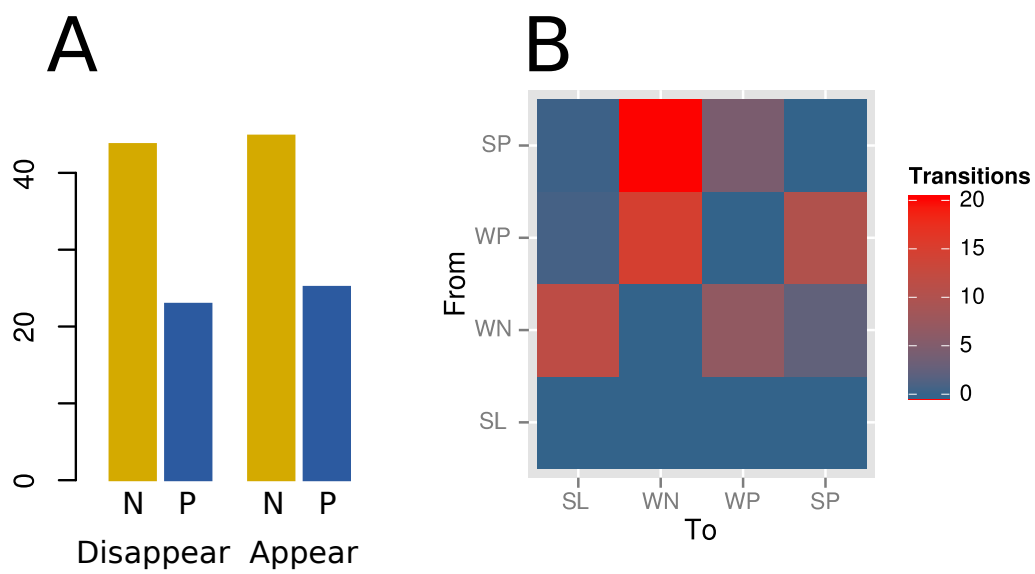 A
40
20
0
N P N P
Disappear Appear
B
From
SP
WP
WN
SL
SL WN WP SP
To
Transitions
20
15
10
5
0